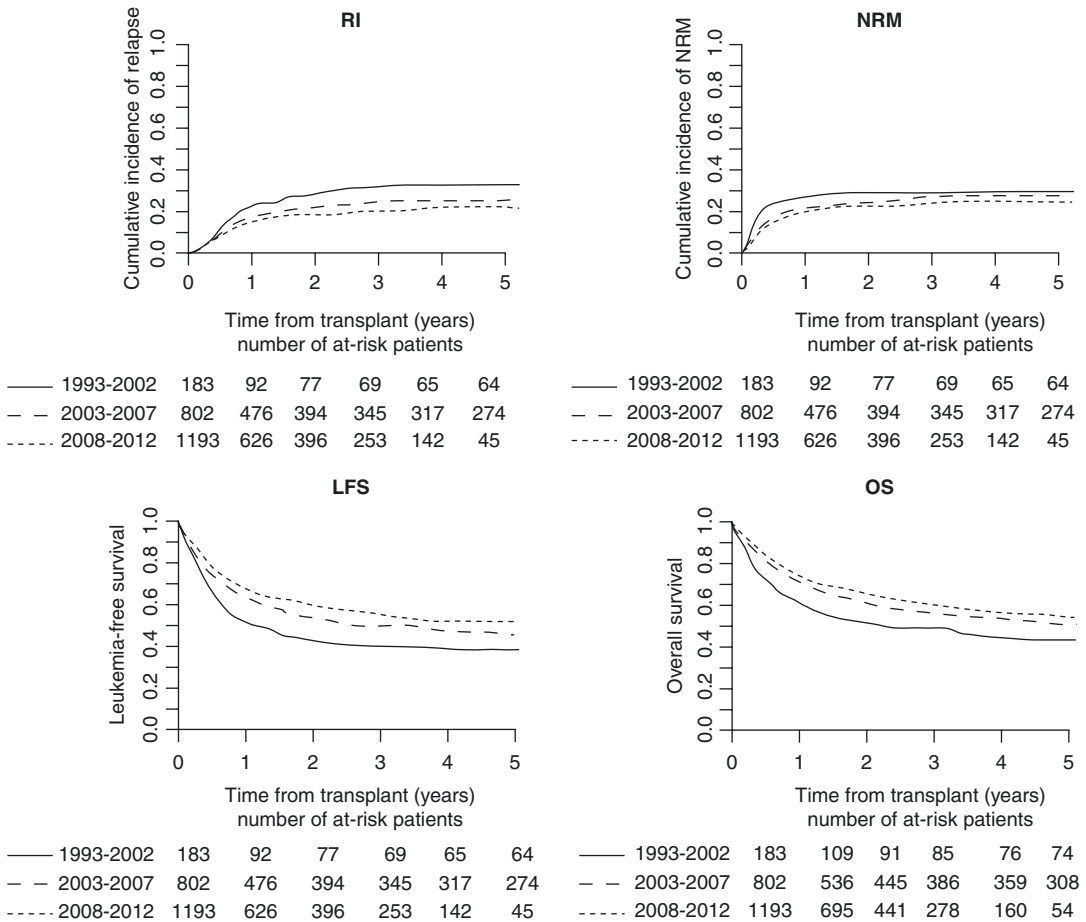 RI
Cumulative incidence of relapse
0.0 0.2 0.4 0.6 0.8 1.0
0 1 2 3 4 5
Time from transplant (years)
number of at-risk patients
1993-2002 183 92 77 69 65 64
2003-2007 802 476 394 345 317 274
2008-2012 1193 626 396 253 142 45
NRM
Cumulative incidence of NRM
0.0 0.2 0.4 0.6 0.8 1.0
0 1 2 3 4 5
Time from transplant (years)
number of at-risk patients
1993-2002 183 92 77 69 65 64
2003-2007 802 476 394 345 317 274
2008-2012 1193 626 396 253 142 45
LFS
Leukemia-free survival
0.0 0.2 0.4 0.6 0.8 1.0
0 1 2 3 4 5
Time from transplant (years)
number of at-risk patients
1993-2002 183 92 77 69 65 64
2003-2007 802 476 394 345 317 274
2008-2012 1193 626 396 253 142 45
OS
Overall survival
0.0 0.2 0.4 0.6 0.8 1.0
0 1 2 3 4 5
Time from transplant (years)
number of at-risk patients
1993-2002 183 109 91 85 76 74
2003-2007 802 536 445 386 359 308
2008-2012 1193 695 441 278 160 54